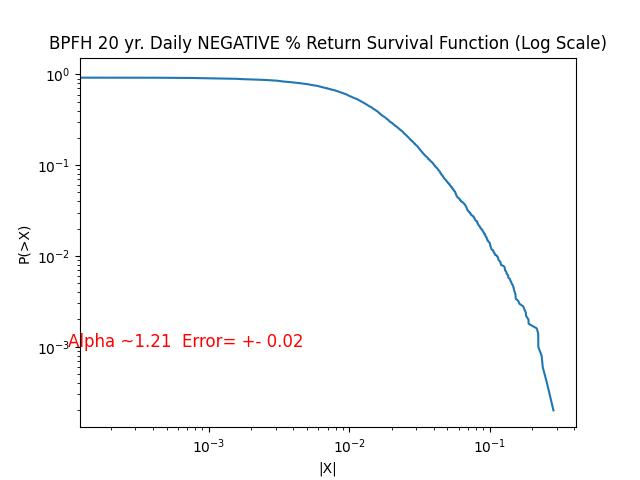 BPFH 20 yr. Daily NEGATIVE % Return Survival Function (Log Scale)
10⁰
10⁻¹
P(>X)
10⁻²
10⁻³
Alpha ~1.21  Error= +- 0.02
10⁻³
10⁻²
10⁻¹
|X|